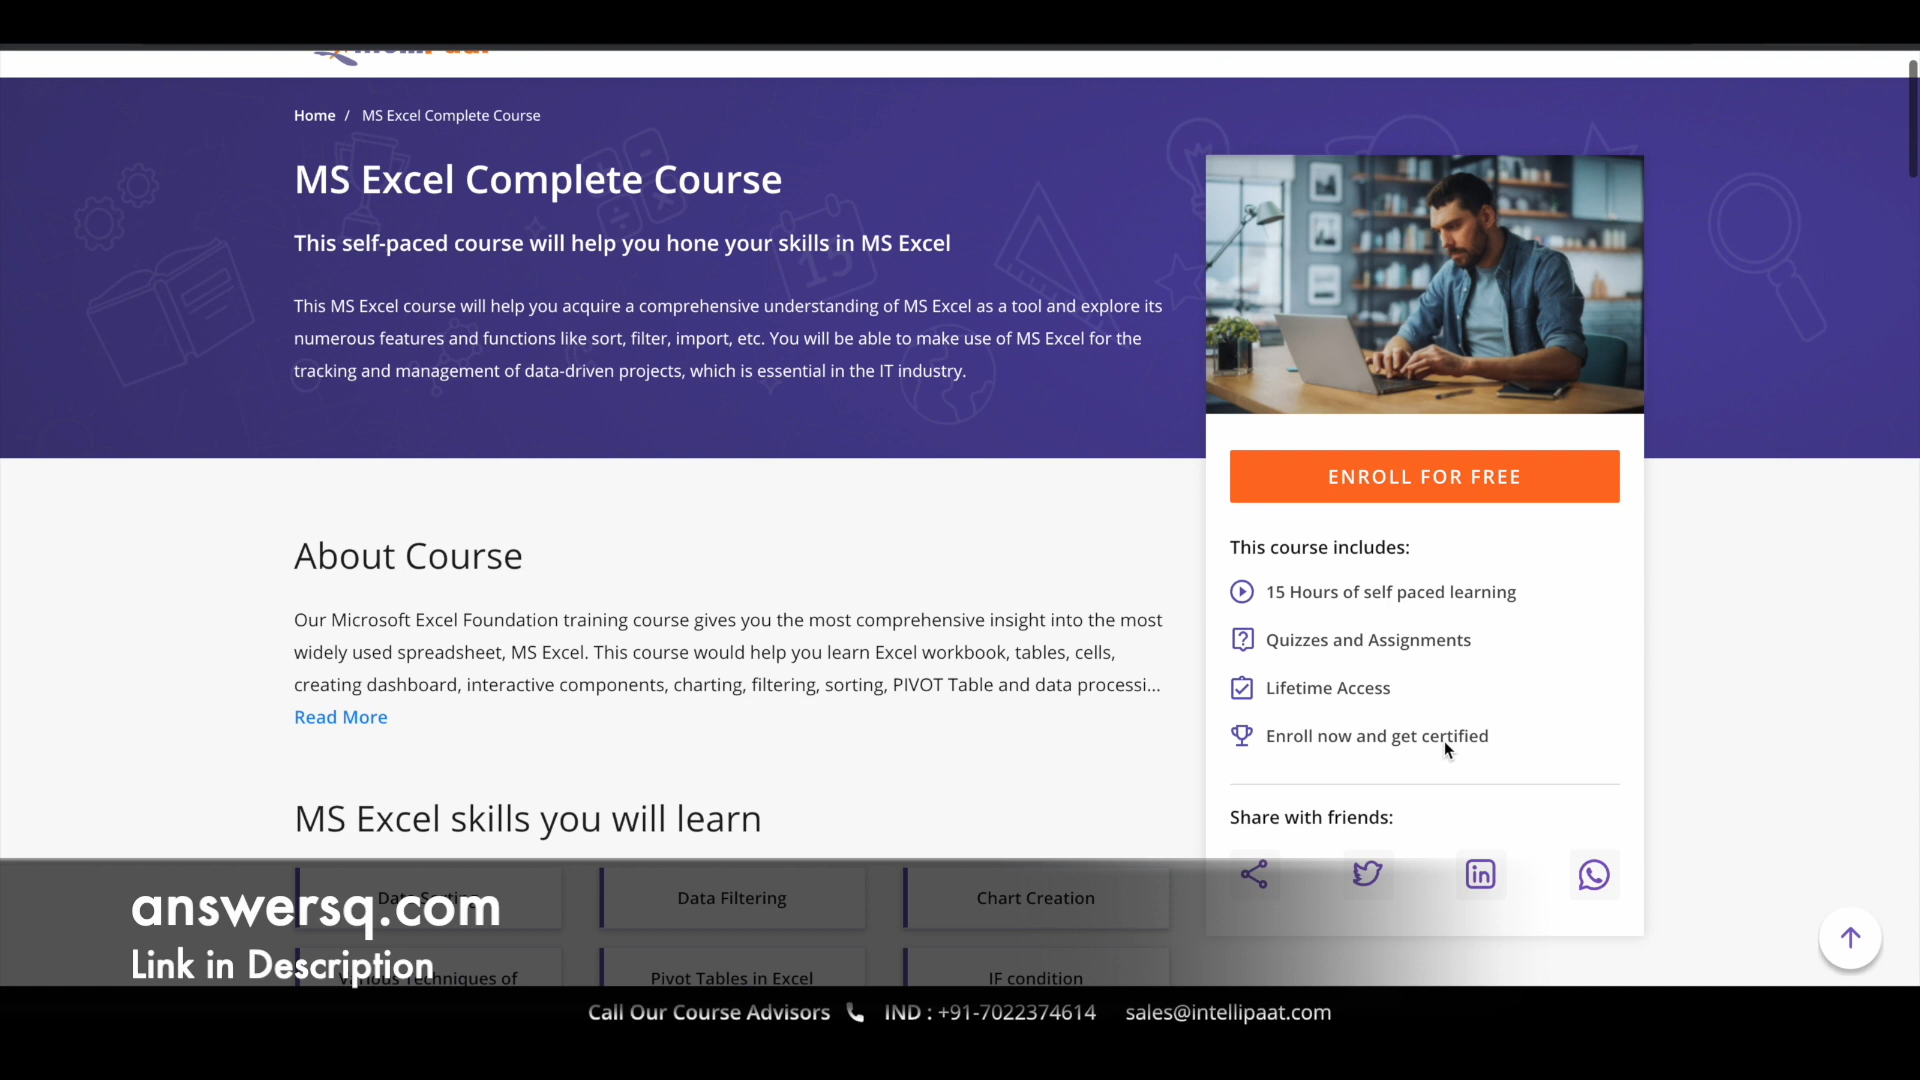 Home / MS Excel Complete Course
MS Excel Complete Course
This self-paced course will help you hone your skills in MS Excel
This MS Excel course will help you acquire a comprehensive understanding of MS Excel as a tool and explore its
numerous features and functions like sort, filter, import, etc. You will be able to make use of MS Excel for the
tracking and management of data-driven projects, which is essential in the IT industry.
ENROLL FOR FREE
This course includes:
15 Hours of self paced learning
Quizzes and Assignments
Lifetime Access
Enroll now and get certified
Share with friends:
About Course
Our Microsoft Excel Foundation training course gives you the most comprehensive insight into the most
widely used spreadsheet, MS Excel. This course would help you learn Excel workbook, tables, cells,
creating dashboard, interactive components, charting, filtering, sorting, PIVOT Table and data processi...
Read More
MS Excel skills you will learn
Data Sorting
Data Filtering
Chart Creation
Various Techniques of
Pivot Tables in Excel
IF condition
answersq.com
Link in Description
Call Our Course Advisors IND : +91-7022374614 sales@intellipaat.com